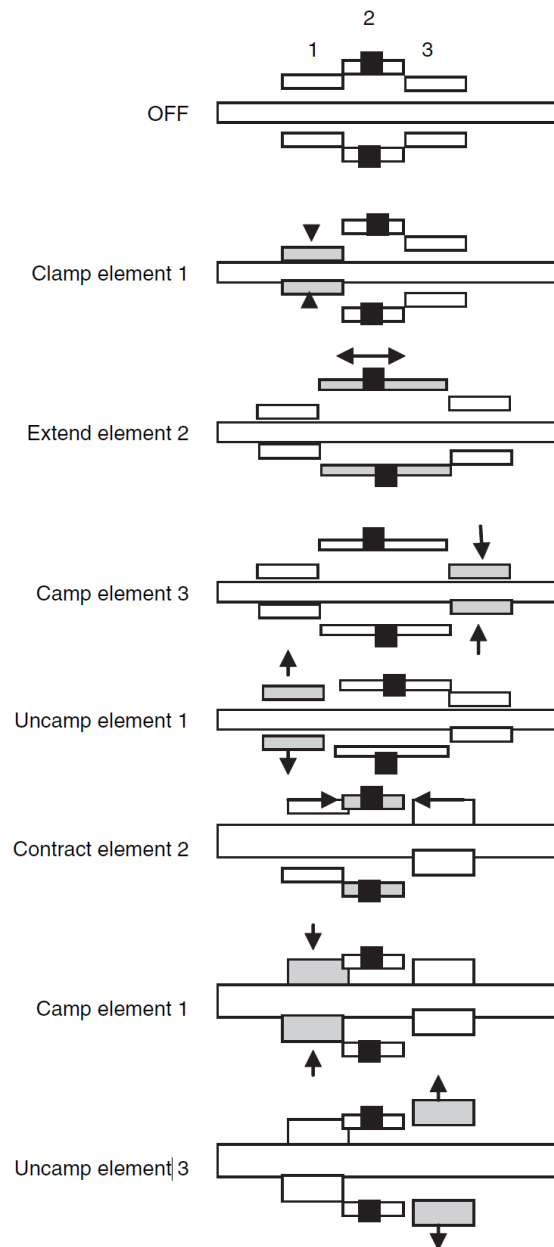 2
1 3
OFF
Clamp element 1
Extend element 2
Camp element 3
Uncamp element 1
Contract element 2
Camp element 1
Uncamp element 3